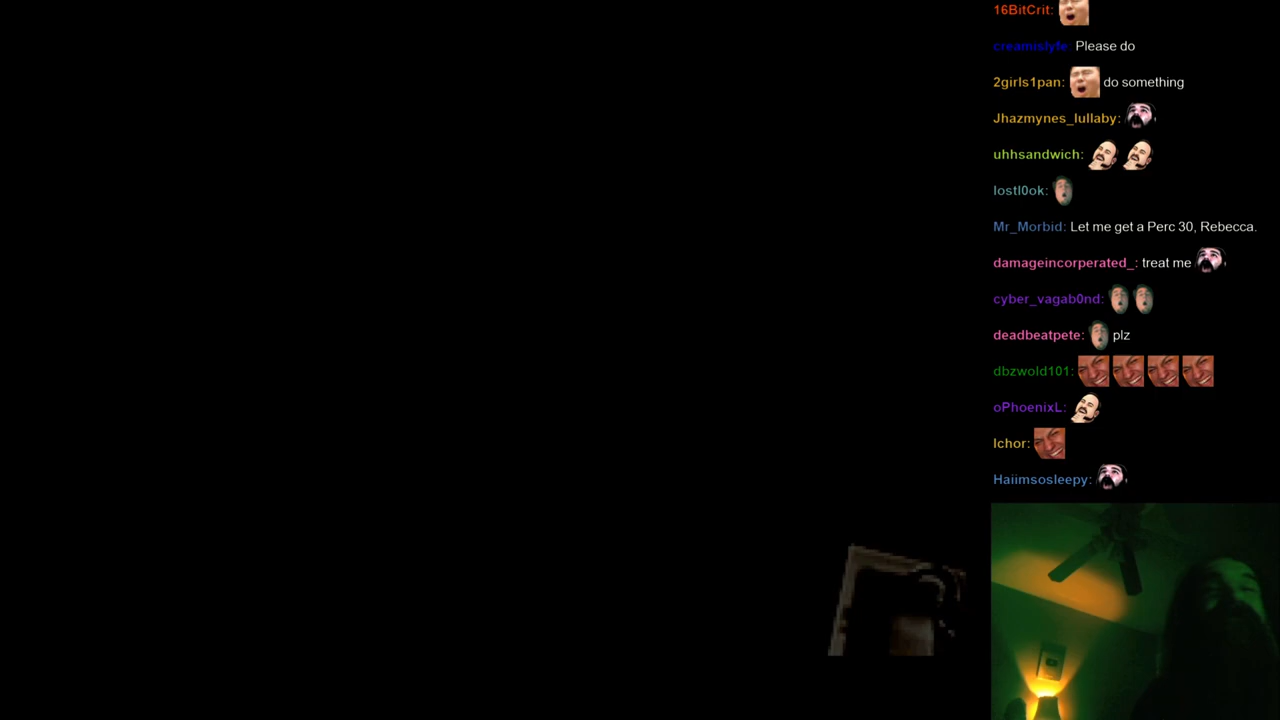 16BitCrit:
creamislyfe: Please do
2girls1pan: do something
Jhazmynes_lullaby:
uhhsandwich:
lostl0ok:
Mr_Morbid: Let me get a Perc 30, Rebecca.
damageincorperated_: treat me
cyber_vagab0nd:
deadbeatpete: plz
dbzwold101:
oPhoenixL:
Ichor:
Haiimsosleepy: